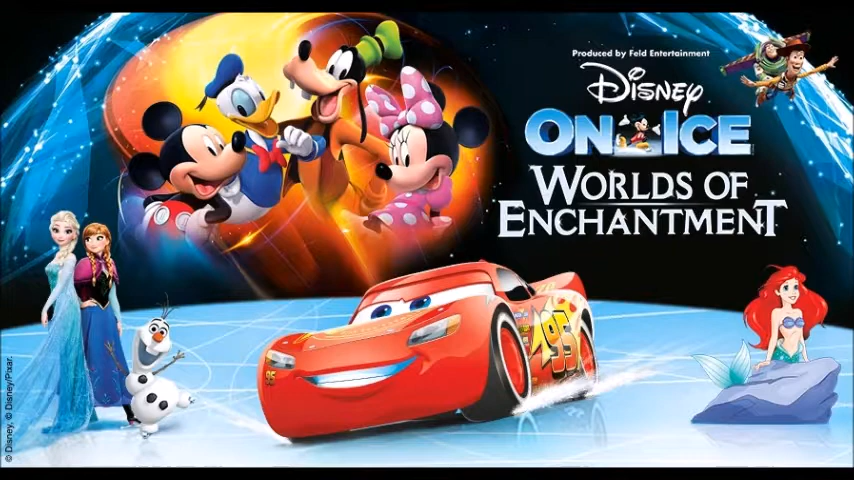 Produced by Feld Entertainment
Disney
ON ICE
WORLDS OF
ENCHANTMENT
95
95
© Disney, © Disney/Pixar.